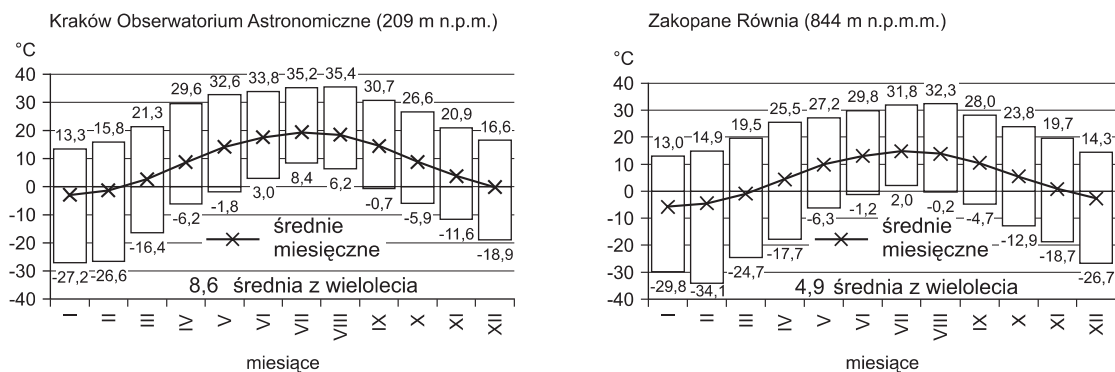 Kraków Obserwatorium Astronomiczne (209 m n.p.m.)
°C
40
30
20
10
0
-10
-20
-30
-40
13,3 15,8 21,3 29,6 32,6 33,8 35,2 35,4 30,7 26,6 20,9 16,6
-27,2 -26,6 -16,4 -6,2 -1,8 3,0 8,4 6,2 -0,7 -5,9 -11,6 -18,9
średnie
miesięczne
8,6 średnia z wielolecia
I II III IV V VI VII VIII IX X XI XII
miesiące
Zakopane Równia (844 m n.p.m.m.)
°C
40
30
20
10
0
-10
-20
-30
-40
13,0 14,9 19,5 25,5 27,2 29,8 31,8 32,3 28,0 23,8 19,7 14,3
-29,8 -34,1 -24,7 -17,7 -6,3 -1,2 2,0 -0,2 -4,7 -12,9 -18,7 -26,7
średnie
miesięczne
4,9 średnia z wielolecia
I II III IV V VI VII VIII IX X XI XII
miesiące